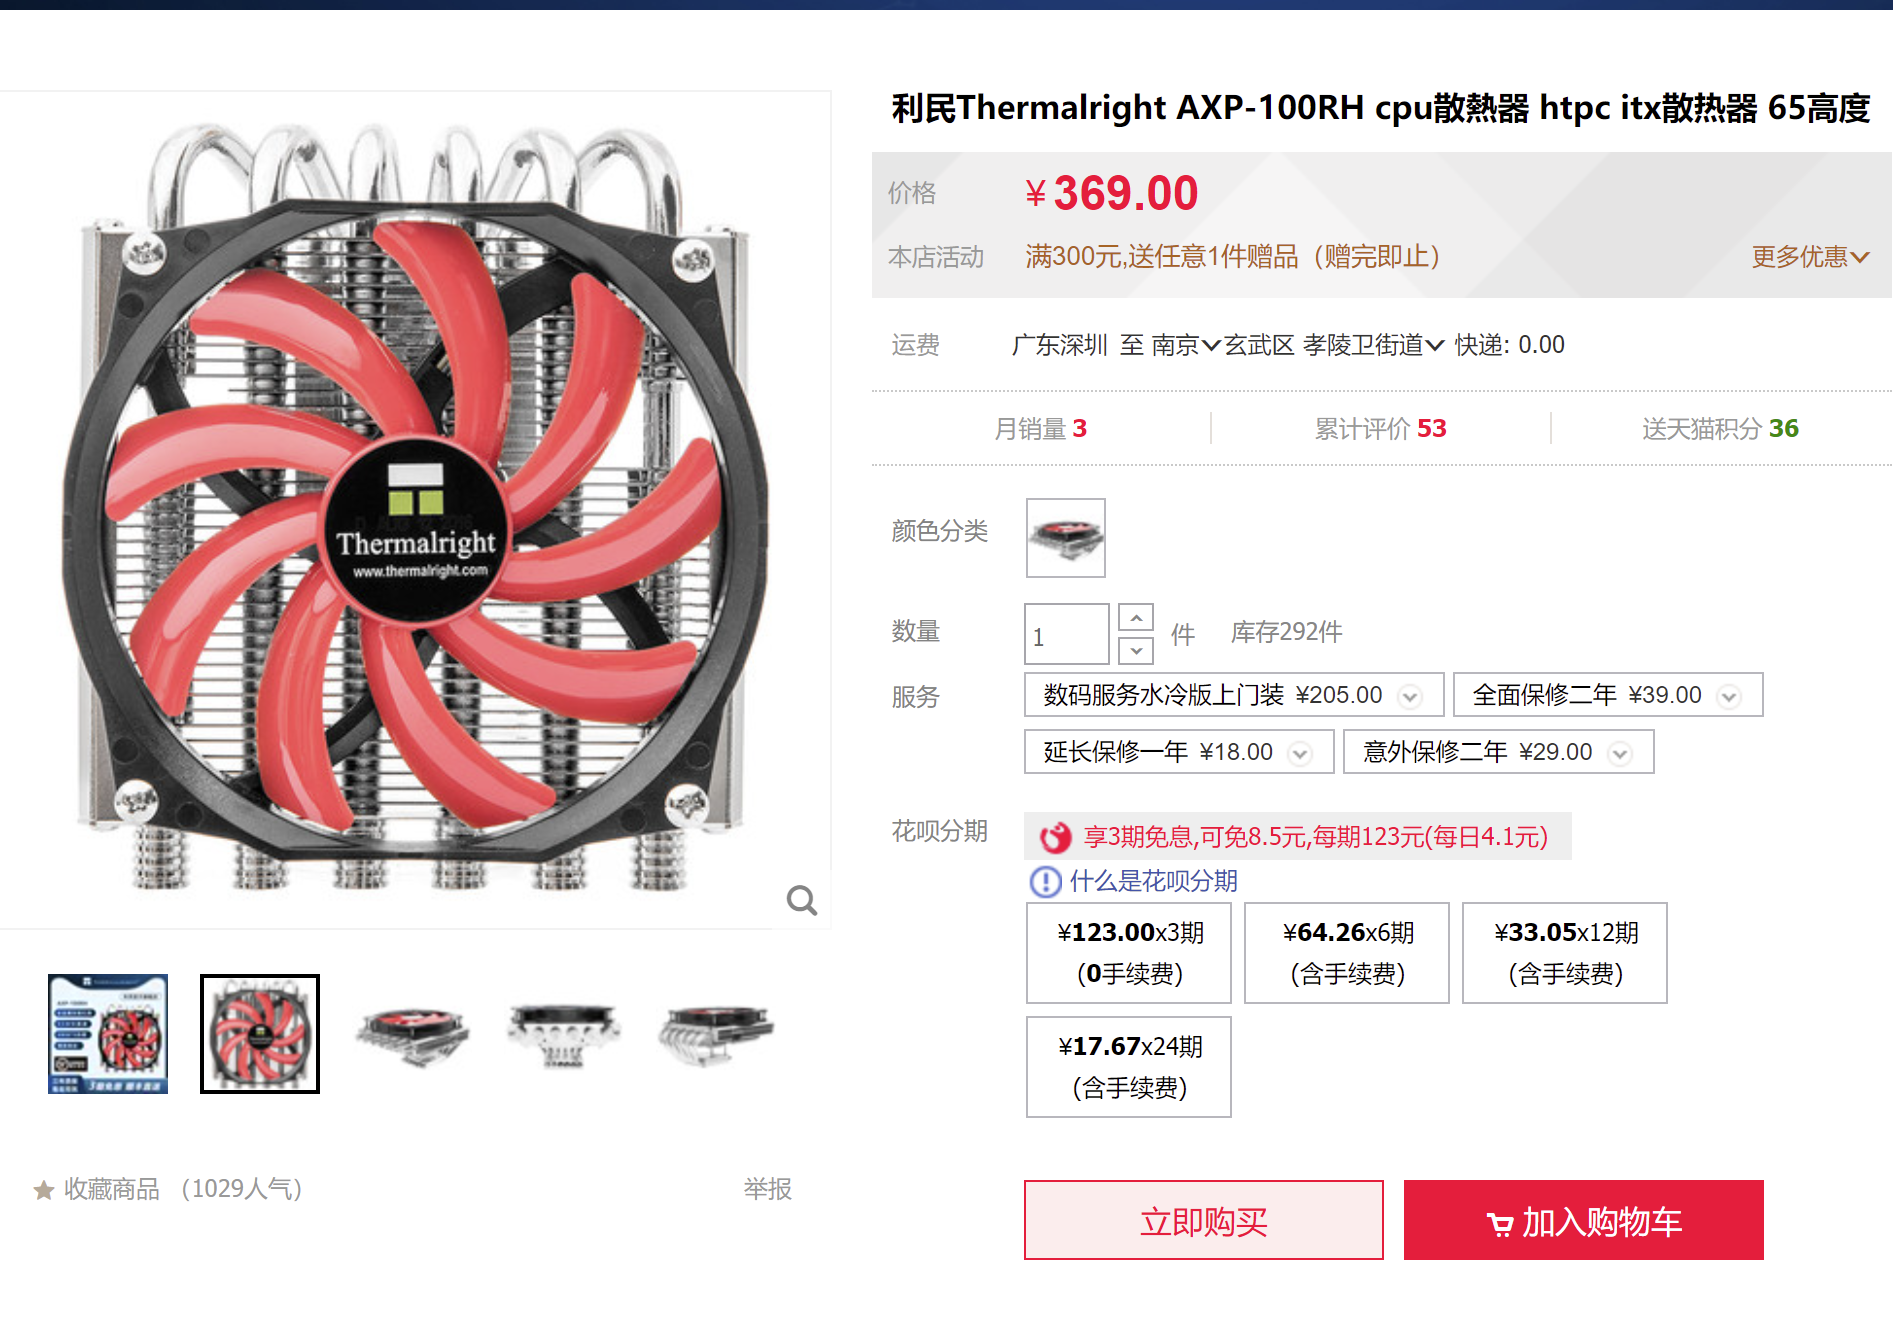 利民Thermalright AXP-100RH cpu散熱器 htpc itx散热器 65高度
价格 ¥ 369.00
本店活动 满300元,送任意1件赠品（赠完即止） 更多优惠
运费 广东深圳 至 南京 玄武区 孝陵卫街道 快递: 0.00
月销量 3 累计评价 53 送天猫积分 36
颜色分类
数量 1 件 库存292件
服务 数码服务水冷版上门装 ¥205.00 全面保修二年 ¥39.00
延长保修一年 ¥18.00 意外保修二年 ¥29.00
花呗分期 享3期免息,可免8.5元,每期123元(每日4.1元)
什么是花呗分期
¥123.00x3期 ¥64.26x6期 ¥33.05x12期
(0手续费) (含手续费) (含手续费)
¥17.67x24期
(含手续费)
立即购买 加入购物车
Thermalright
www.thermalright.com
AXP-100RH
3期免息 顺丰直送
收藏商品 （1029人气） 举报